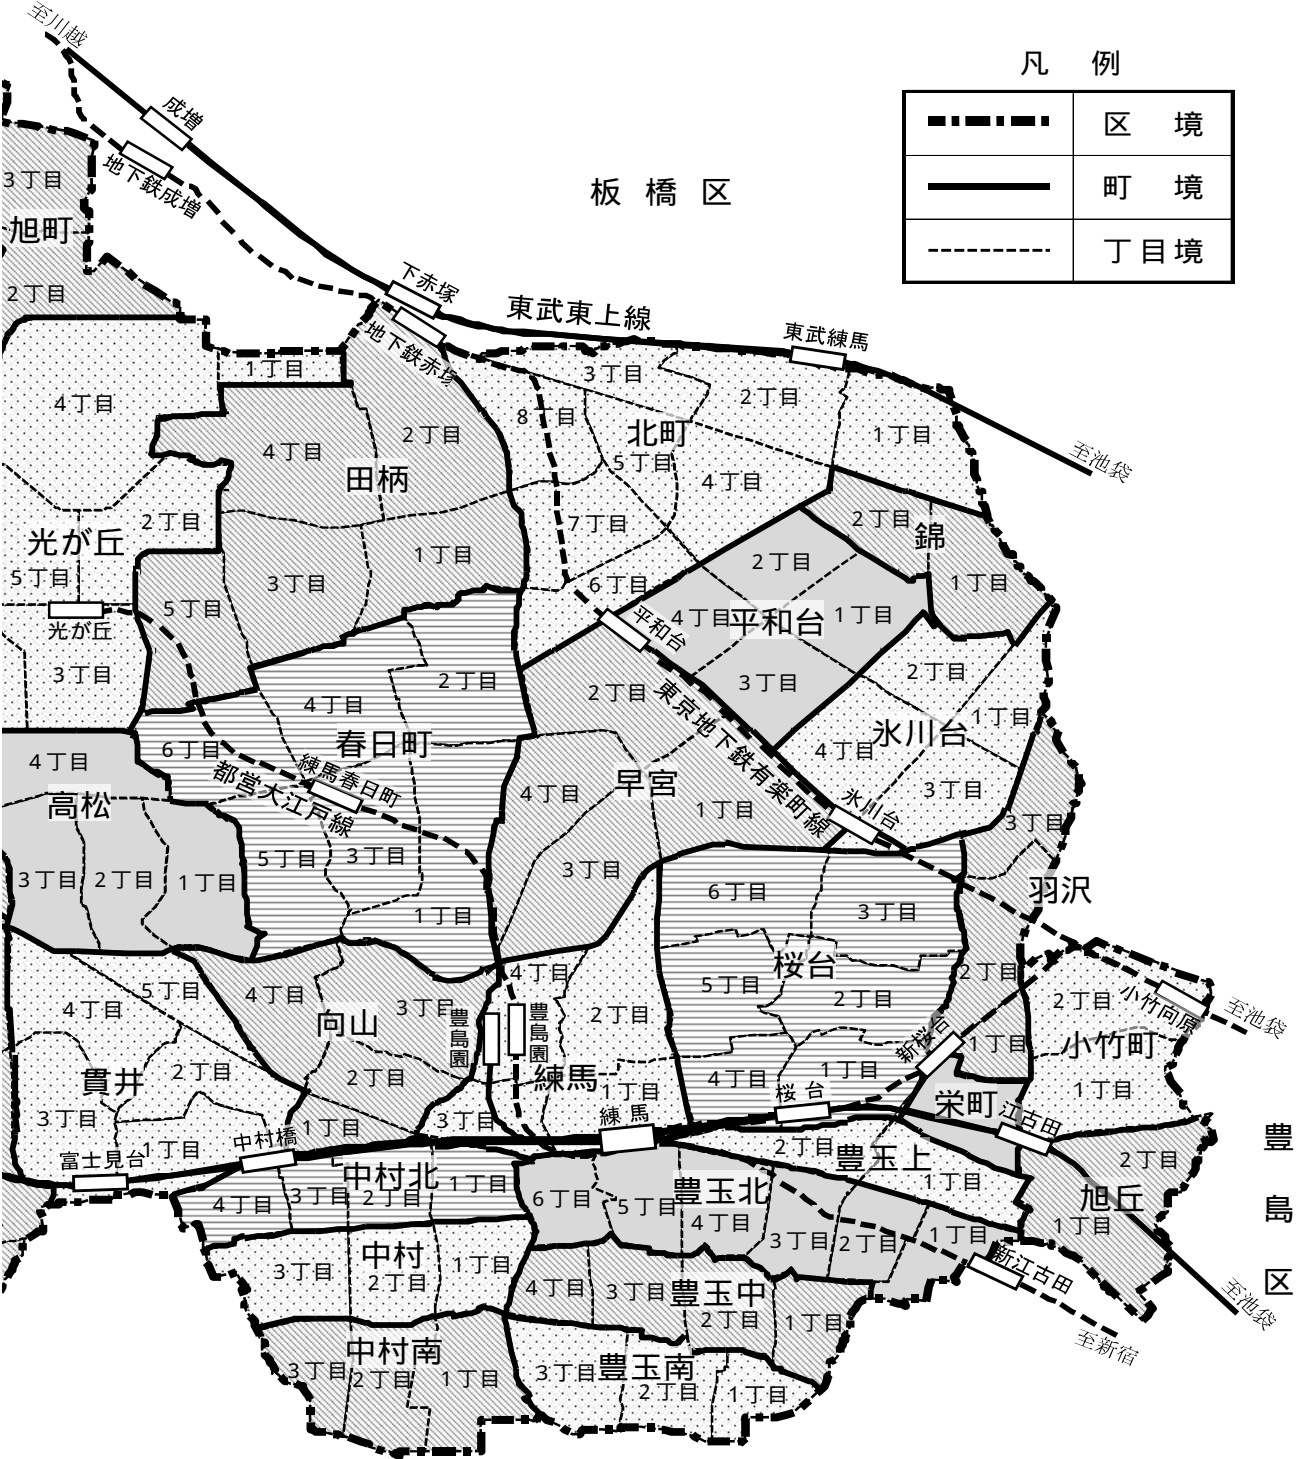 至川越
成増
地下鉄成増
凡 例
区 境
町 境
丁目境
板橋区
3丁目
旭町
2丁目
下赤塚
地下鉄赤塚
東武東上線
東武練馬
至池袋
1丁目
4丁目
2丁目
光が丘
5丁目
光が丘
3丁目
4丁目
2丁目
田柄
1丁目
3丁目
5丁目
3丁目
2丁目
8丁目
北町
1丁目
5丁目
4丁目
7丁目
6丁目
2丁目
錦
1丁目
2丁目
4丁目
平和台
1丁目
3丁目
平和台
2丁目
1丁目
氷川台
4丁目
3丁目
氷川台
東京地下鉄有楽町線
2丁目
4丁目
春日町
6丁目
練馬春日町
都営大江戸線
5丁目
3丁目
1丁目
2丁目
4丁目
早宮
1丁目
3丁目
4丁目
高松
3丁目
2丁目
1丁目
3丁目
羽沢
2丁目
1丁目
6丁目
3丁目
桜台
5丁目
2丁目
4丁目
1丁目
新桜台
桜台
4丁目
5丁目
貫井
2丁目
3丁目
1丁目
富士見台
中村橋
4丁目
3丁目
向山
2丁目
1丁目
3丁目
豊島園
豊島園
4丁目
2丁目
練馬
1丁目
練馬
2丁目
小竹向原
至池袋
小竹町
1丁目
栄町
江古田
2丁目
旭丘
1丁目
豊島区
至池袋
2丁目
豊玉上
1丁目
中村北
4丁目
3丁目
2丁目
1丁目
6丁目
5丁目
豊玉北
4丁目
3丁目
2丁目
1丁目
新江古田
至新宿
中村
3丁目
2丁目
1丁目
4丁目
3丁目
豊玉中
2丁目
1丁目
中村南
3丁目
2丁目
1丁目
3丁目
豊玉南
2丁目
1丁目